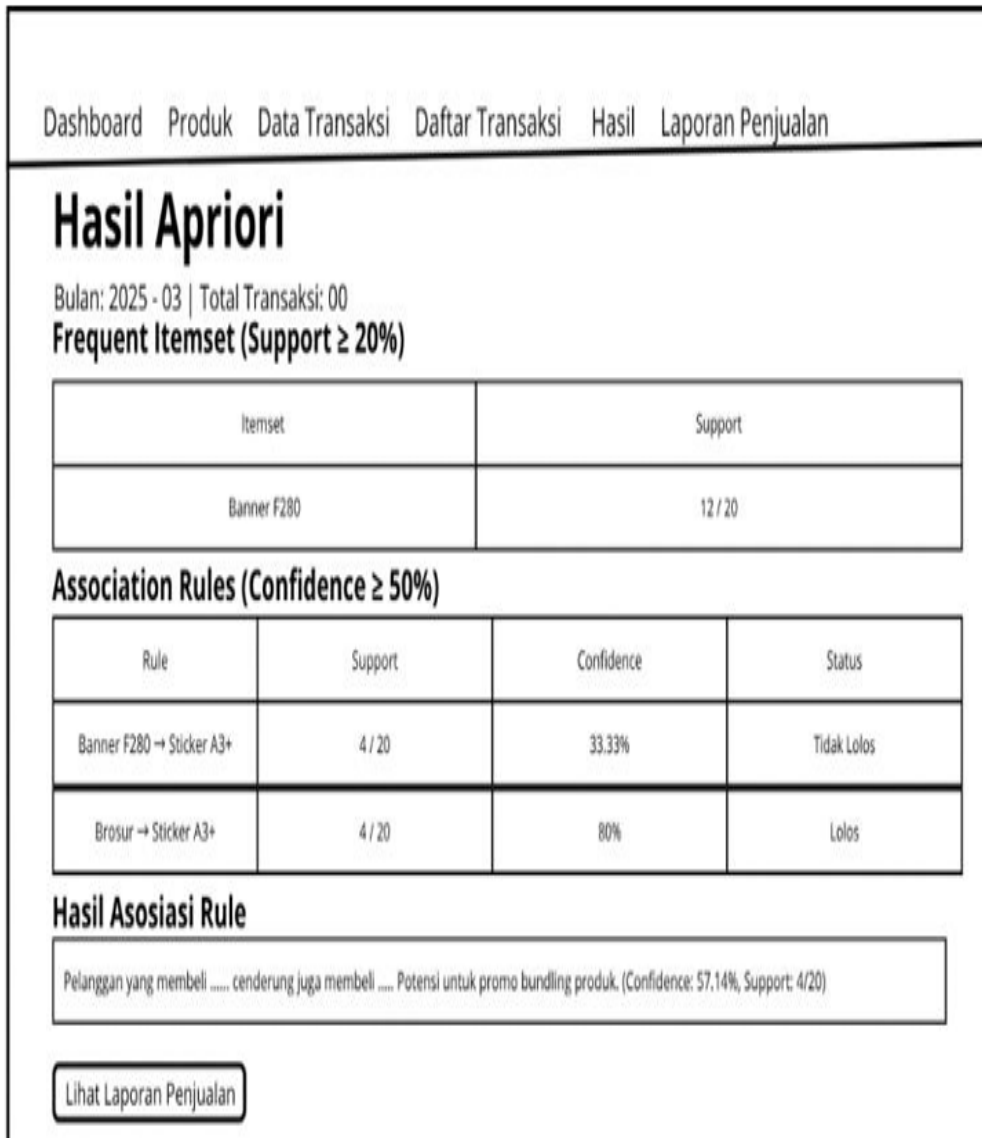 Dashboard Produk Data Transaksi Daftar Transaksi Hasil Laporan Penjualan
Hasil Apriori
Bulan: 2025 - 03 | Total Transaksi: 00
Frequent Itemset (Support ≥ 20%)
Itemset Support
Banner F280 12 / 20
Association Rules (Confidence ≥ 50%)
Rule Support Confidence Status
Banner F280 → Sticker A3+ 4 / 20 33.33% Tidak Lolos
Brosur → Sticker A3+ 4 / 20 80% Lolos
Hasil Asosiasi Rule
Pelanggan yang membeli ...... cenderung juga membeli ..... Potensi untuk promo bundling produk. (Confidence: 57.14%, Support: 4/20)
Lihat Laporan Penjualan